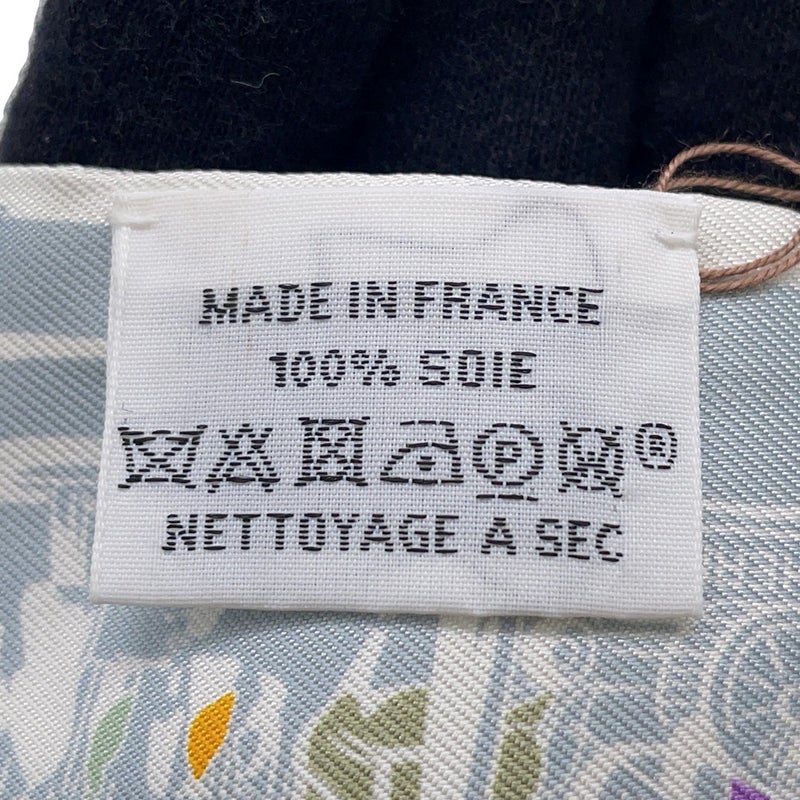 MADE IN FRANCE
100% SOIE
P ®
NETTOYAGE A SEC